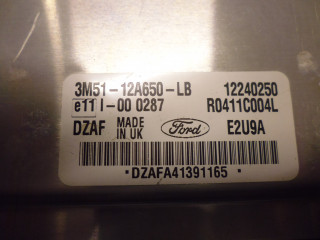 3M51-12A650-LB 12240250
e11 I-00 0287 R0411C004L
DZAF MADE IN UK Ford E2U9A
*DZAFA41391165*